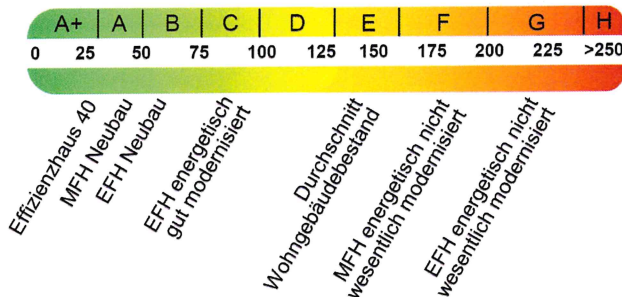 A+ A B C D E F G H
0 25 50 75 100 125 150 175 200 225 >250
Effizienzhaus 40
MFH Neubau
EFH Neubau
EFH energetisch
gut modernisiert
Durchschnitt
Wohngebäudebestand
MFH energetisch nicht
wesentlich modernisiert
EFH energetisch nicht
wesentlich modernisiert